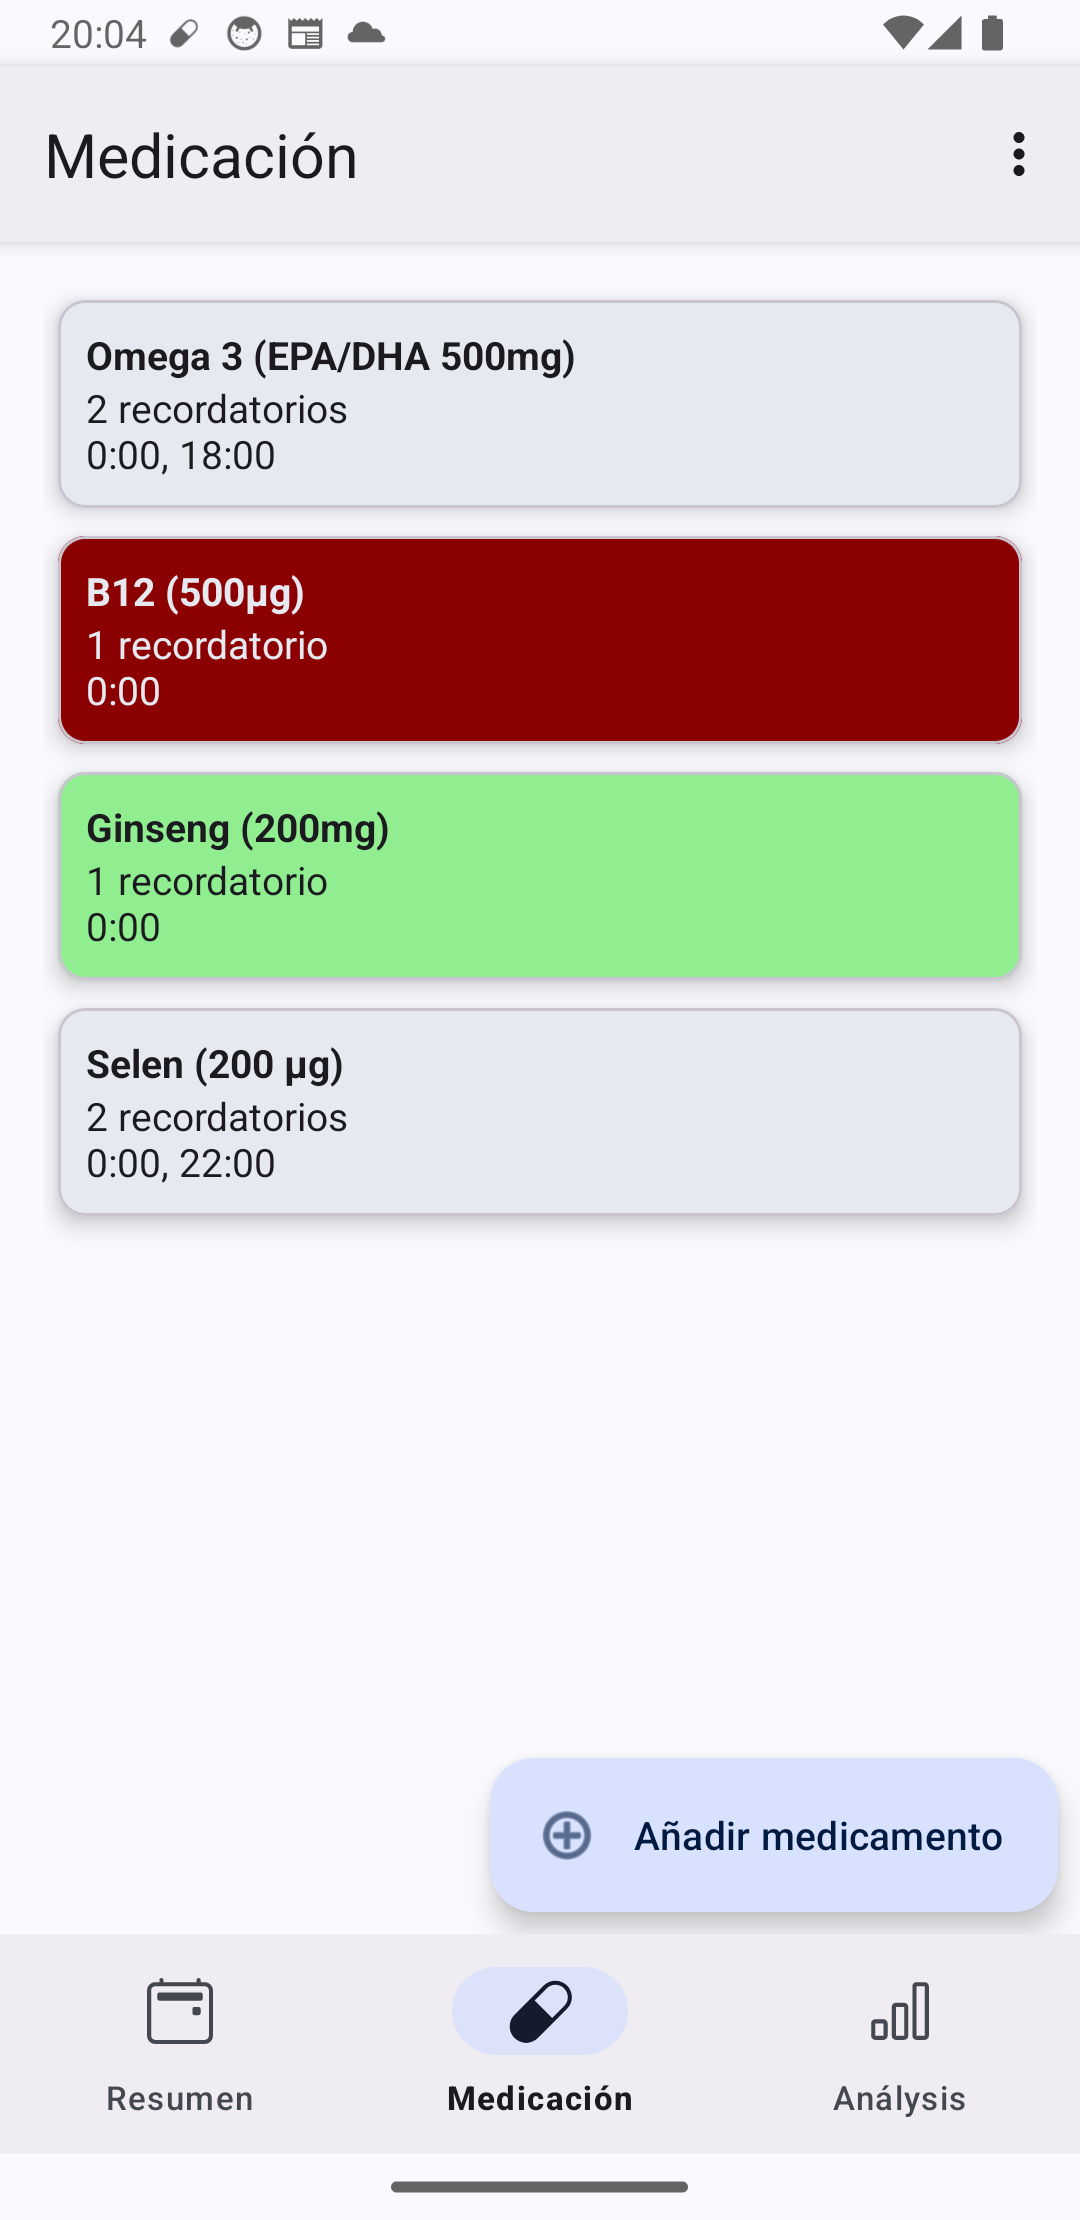 20:04
Medicación
Omega 3 (EPA/DHA 500mg)
2 recordatorios
0:00, 18:00
B12 (500µg)
1 recordatorio
0:00
Ginseng (200mg)
1 recordatorio
0:00
Selen (200 µg)
2 recordatorios
0:00, 22:00
Añadir medicamento
Resumen
Medicación
Análysis